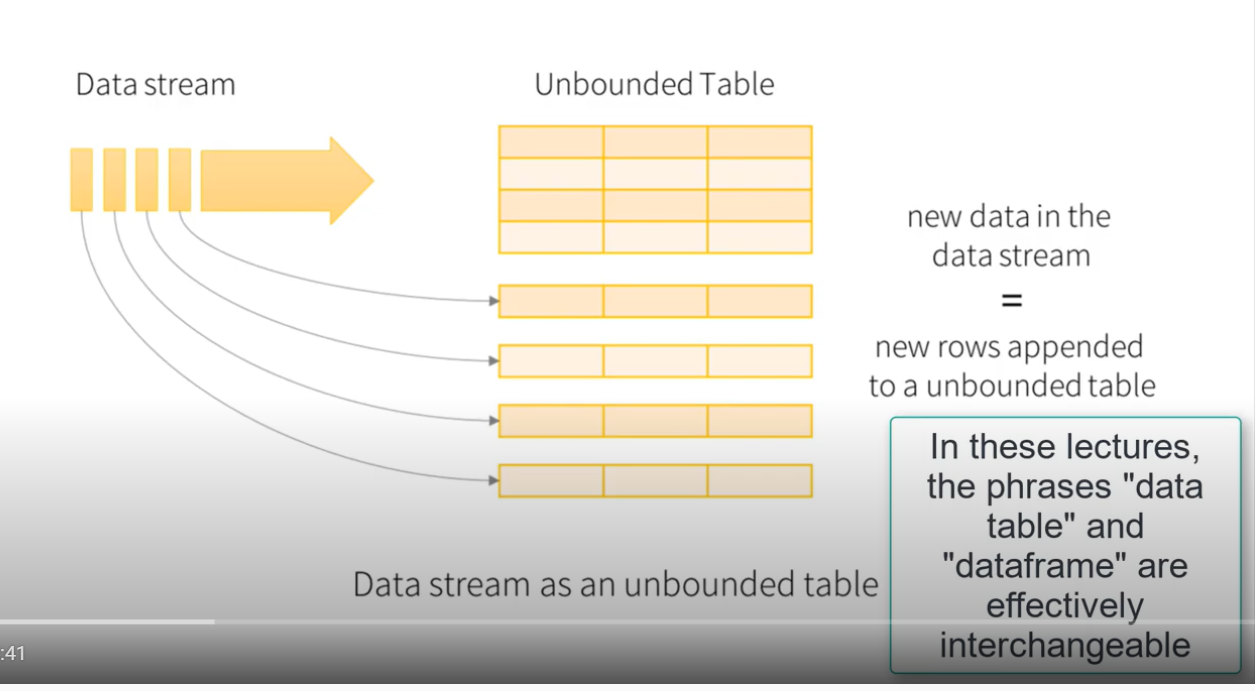 Data stream
Unbounded Table
new data in the
data stream
=
new rows appended
to a unbounded table
Data stream as an unbounded table
In these lectures,
the phrases "data
table" and
"dataframe" are
effectively
interchangeable
:41